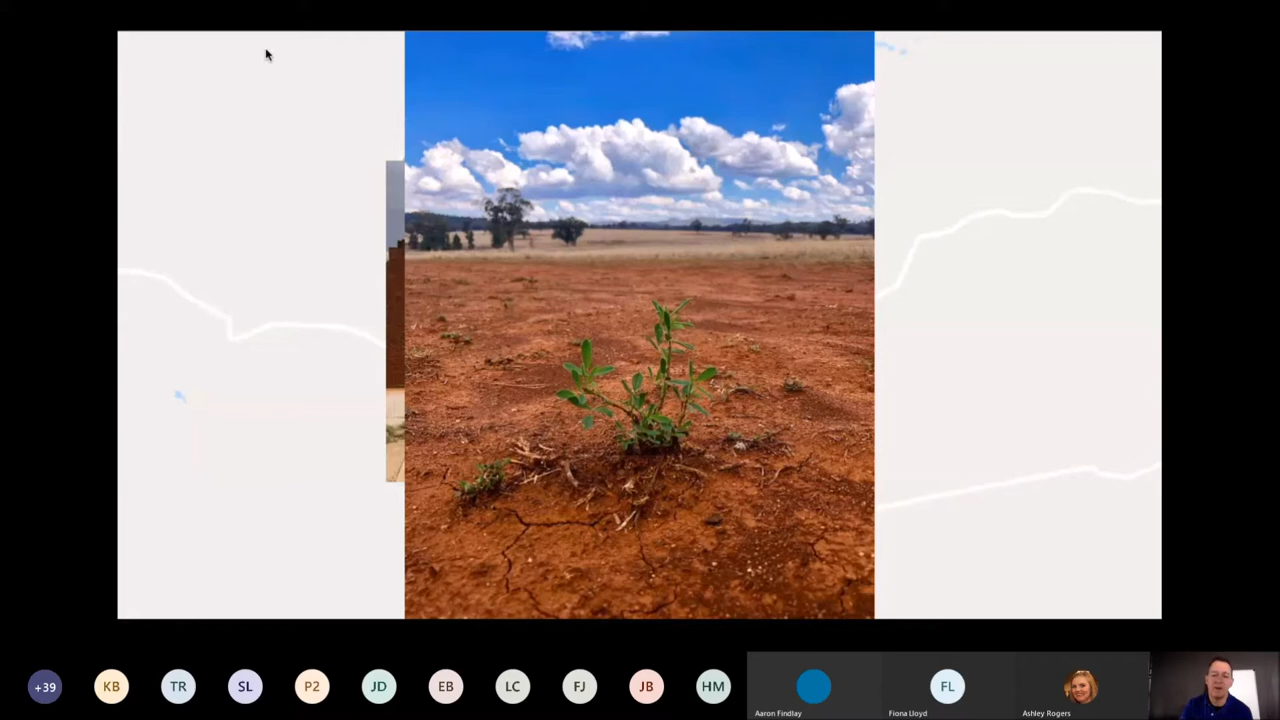 +39
KB
TR
SL
P2
JD
EB
LC
FJ
JB
HM
FL
Aaron Findlay
Fiona Lloyd
Ashley Rogers